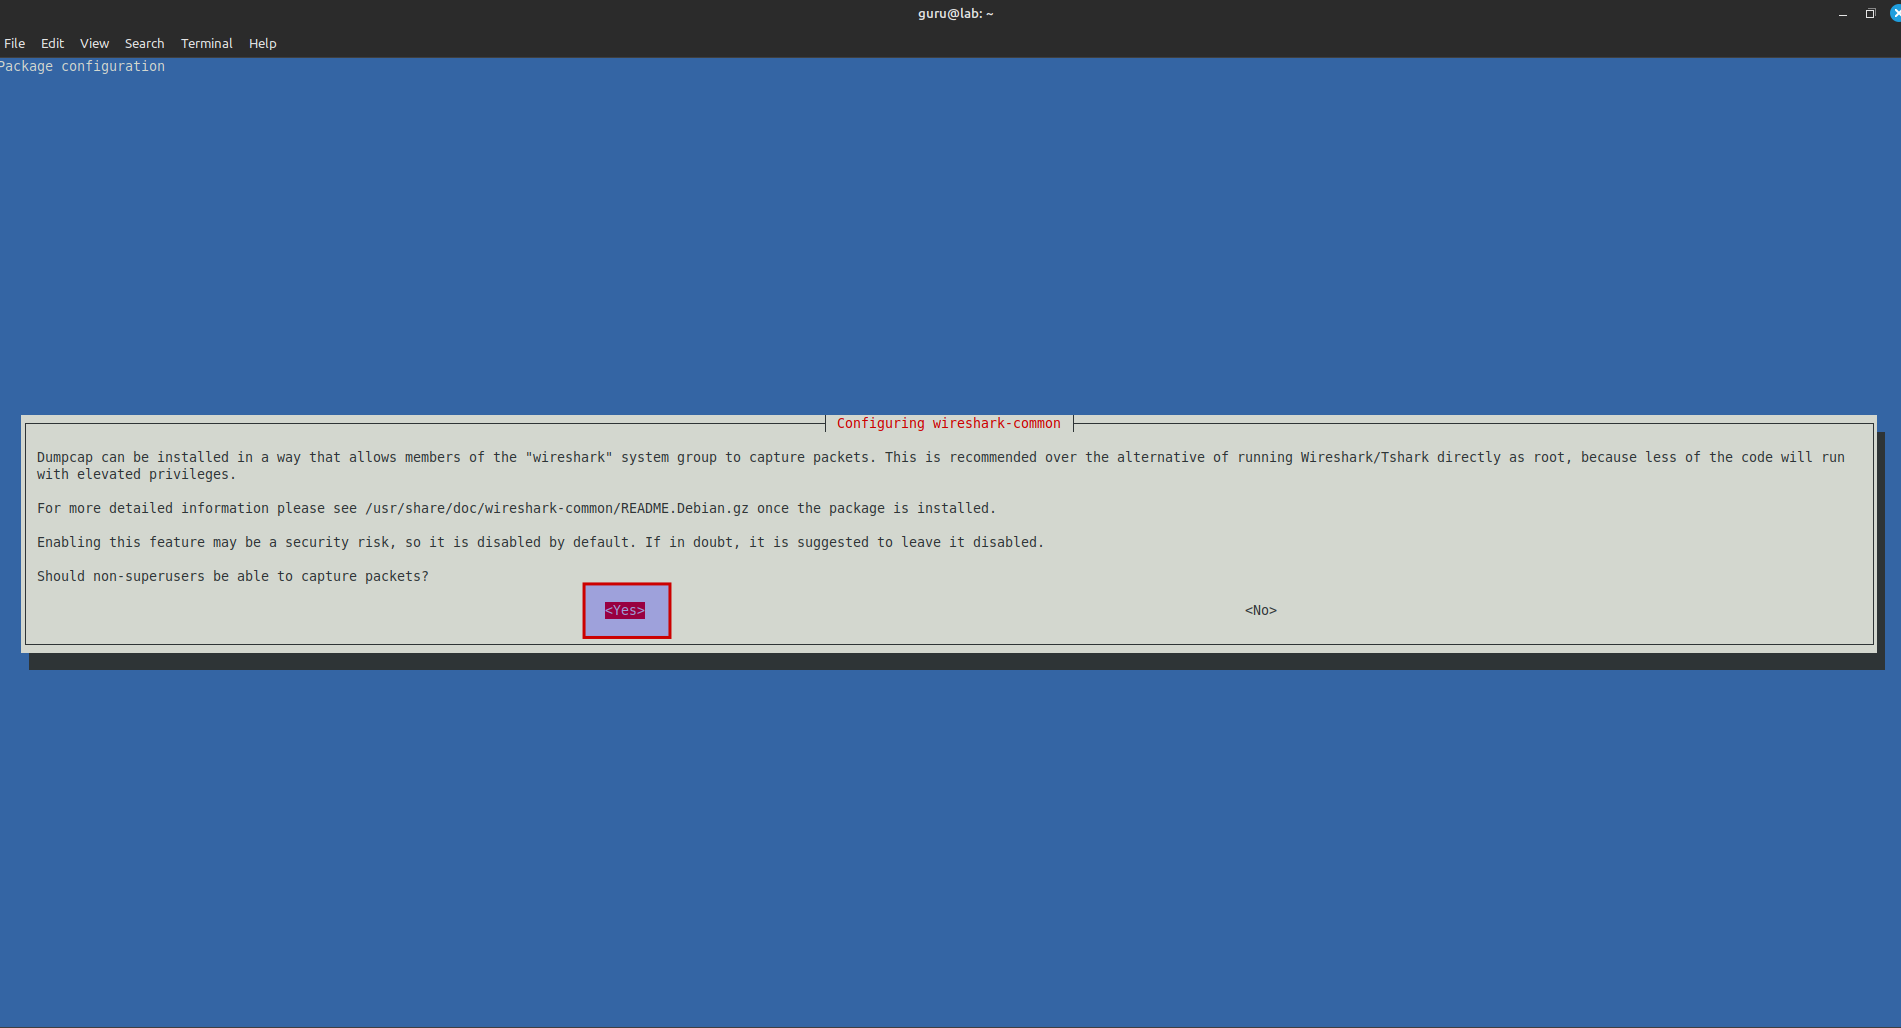 guru@lab: ~
File Edit View Search Terminal Help
Package configuration
Configuring wireshark-common
Dumpcap can be installed in a way that allows members of the "wireshark" system group to capture packets. This is recommended over the alternative of running Wireshark/Tshark directly as root, because less of the code will run
with elevated privileges.
For more detailed information please see /usr/share/doc/wireshark-common/README.Debian.gz once the package is installed.
Enabling this feature may be a security risk, so it is disabled by default. If in doubt, it is suggested to leave it disabled.
Should non-superusers be able to capture packets?
<Yes> <No>